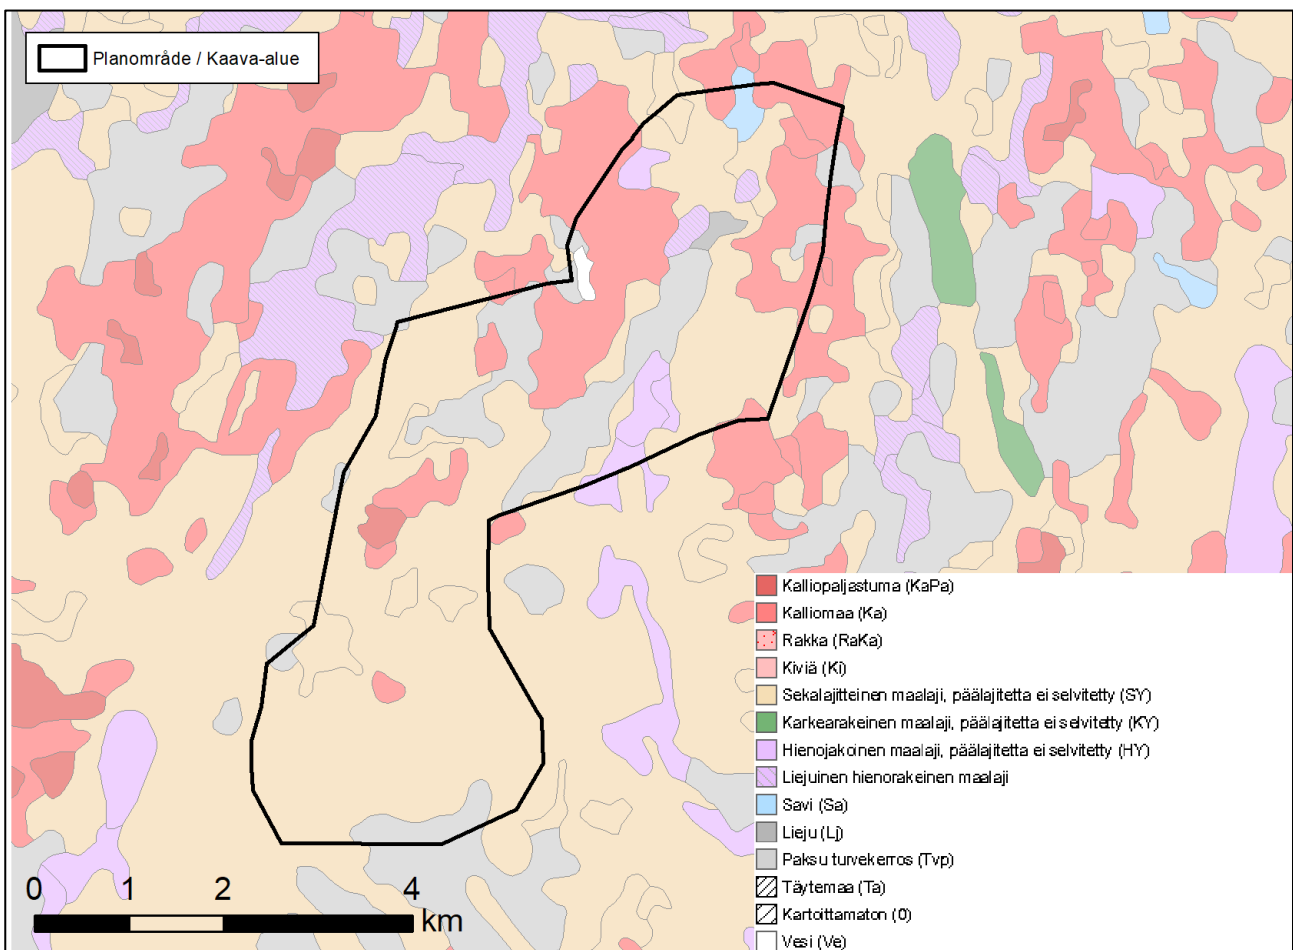 Planområde / Kaava-alue
Kalliopaljastuma (KaPa)
Kalliomaa (Ka)
Rakka (RaKa)
Kiviä (Ki)
Sekalajitteinen maalaji, päälajitetta ei selvitetty (SY)
Karkearakeinen maalaji, päälajitetta ei selvitetty (KY)
Hienojakoinen maalaji, päälajitetta ei selvitetty (HY)
Liejuinen hienorakeinen maalaji
Savi (Sa)
Lieju (Lj)
Paksu turvekerros (Tvp)
Täytemaa (Ta)
Kartoittamaton (0)
Vesi (Ve)
0 1 2 4
km